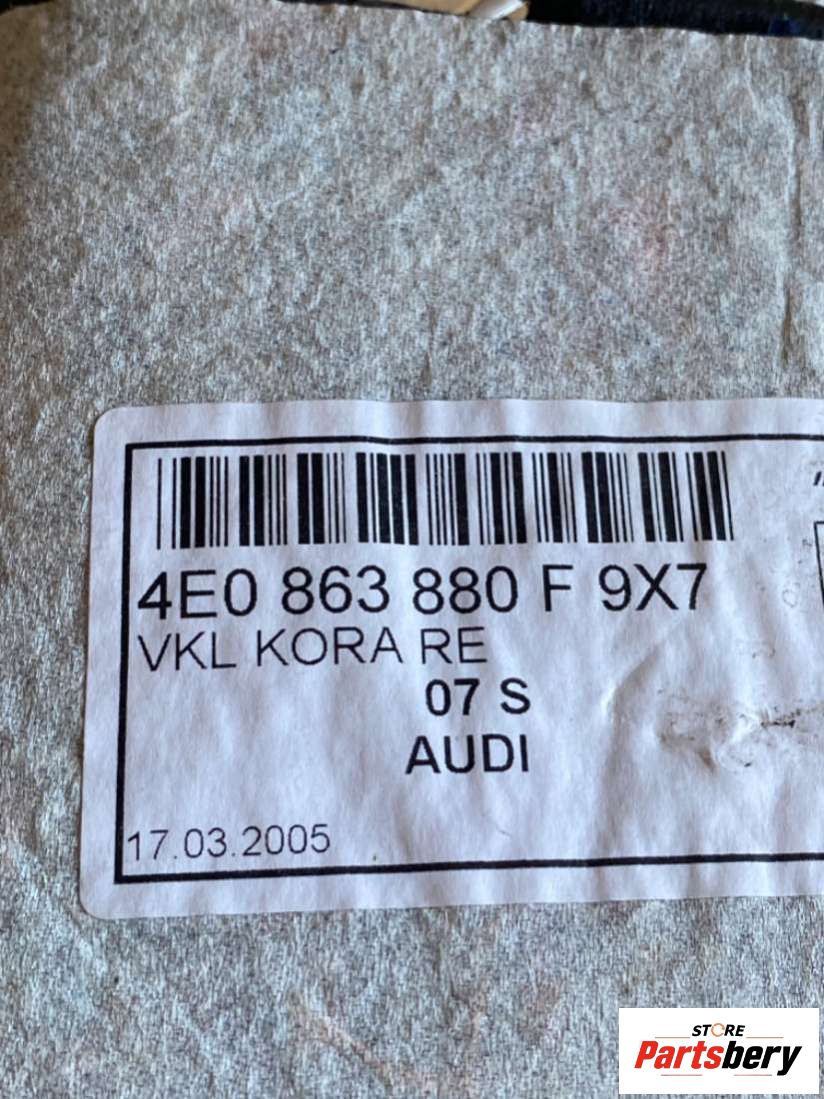 4E0 863 880 F 9X7
VKL KORA RE
07 S
AUDI
17.03.2005
STORE
Partsbery